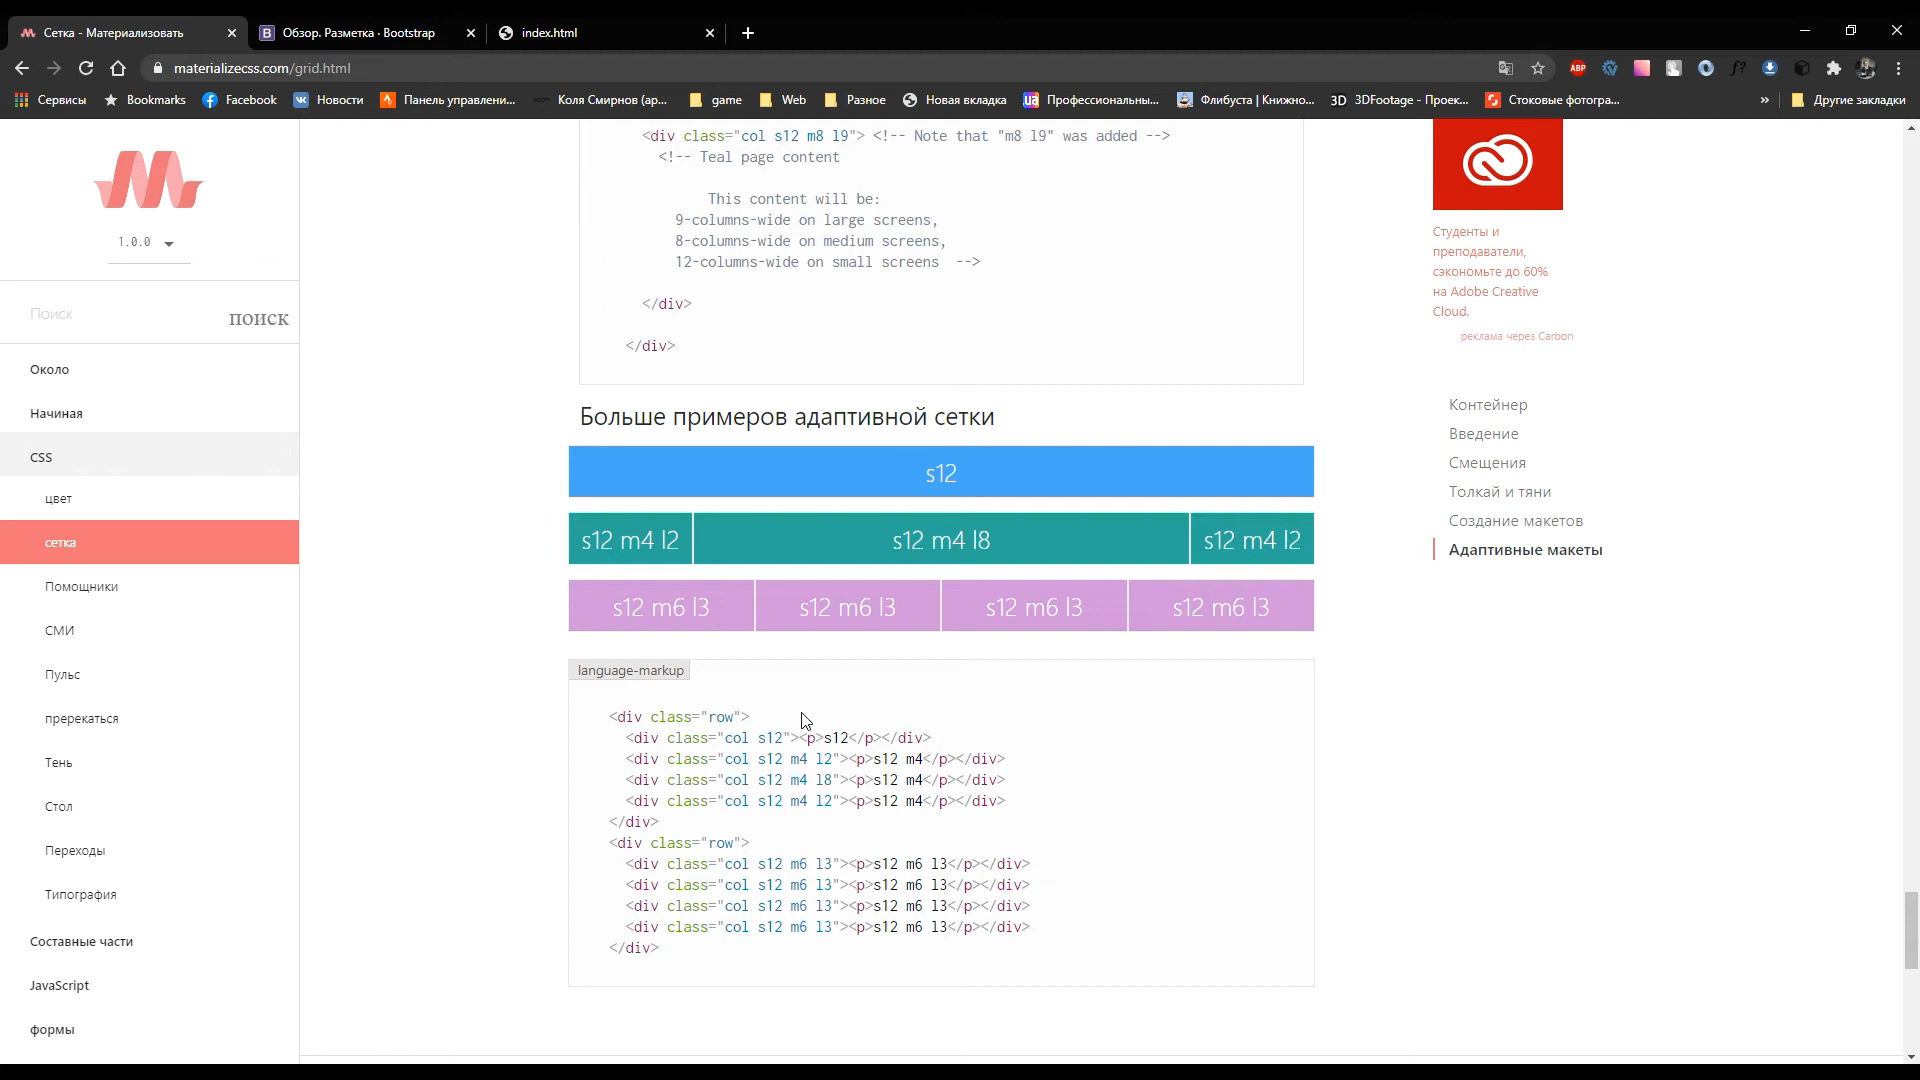 Сетка - Материализовать
Обзор. Разметка · Bootstrap
index.html
materializecss.com/grid.html
ABP
f?
Сервисы
Bookmarks
Facebook
Новости
Панель управлени...
Коля Смирнов (ар...
game
Web
Разное
Новая вкладка
Профессиональны...
Флибуста | Книжно...
3DFootage - Проек...
Стоковые фотогра...
»
Другие закладки
1.0.0
Поиск
поиск
Около
Начиная
CSS
цвет
сетка
Помощники
СМИ
Пульс
пререкаться
Тень
Стол
Переходы
Типография
Составные части
JavaScript
формы
<div class="col s12 m8 l9"> <!-- Note that "m8 l9" was added -->
<!-- Teal page content
This content will be:
9-columns-wide on large screens,
8-columns-wide on medium screens,
12-columns-wide on small screens -->
</div>
</div>
Больше примеров адаптивной сетки
s12
s12 m4 l2
s12 m4 l8
s12 m4 l2
s12 m6 l3
s12 m6 l3
s12 m6 l3
s12 m6 l3
language-markup
<div class="row">
<div class="col s12"><p>s12</p></div>
<div class="col s12 m4 l2"><p>s12 m4</p></div>
<div class="col s12 m4 l8"><p>s12 m4</p></div>
<div class="col s12 m4 l2"><p>s12 m4</p></div>
</div>
<div class="row">
<div class="col s12 m6 l3"><p>s12 m6 l3</p></div>
<div class="col s12 m6 l3"><p>s12 m6 l3</p></div>
<div class="col s12 m6 l3"><p>s12 m6 l3</p></div>
<div class="col s12 m6 l3"><p>s12 m6 l3</p></div>
</div>
Студенты и
преподаватели,
сэкономьте до 60%
на Adobe Creative
Cloud.
реклама через Carbon
Контейнер
Введение
Смещения
Толкай и тяни
Создание макетов
Адаптивные макеты